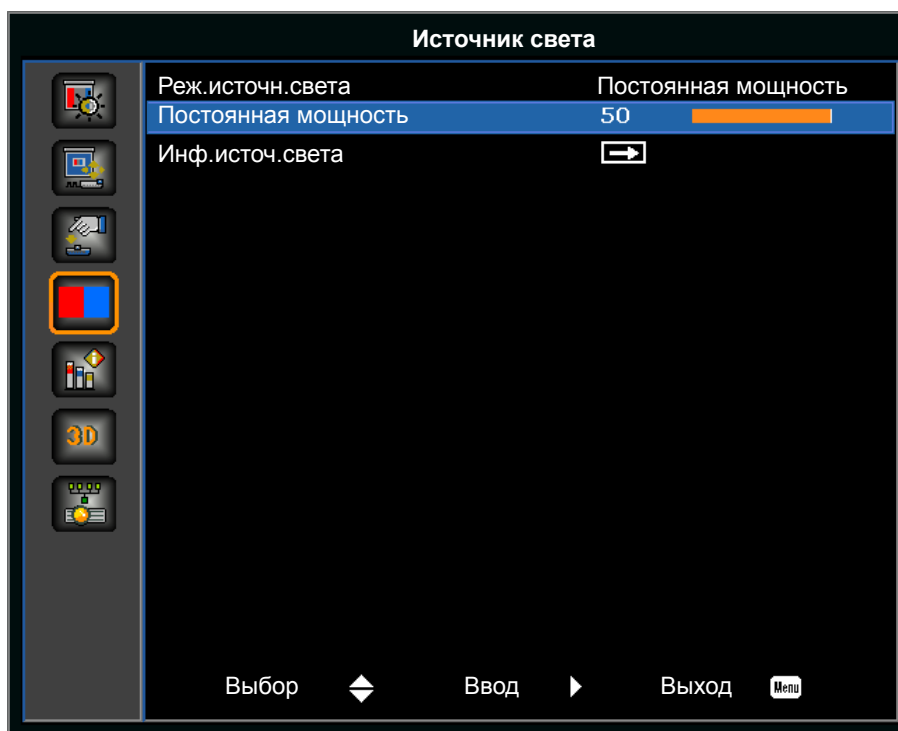 Источник света
Реж.источн.света Постоянная мощность
Постоянная мощность 50
Инф.источ.света
3D
Выбор Ввод Выход Menu